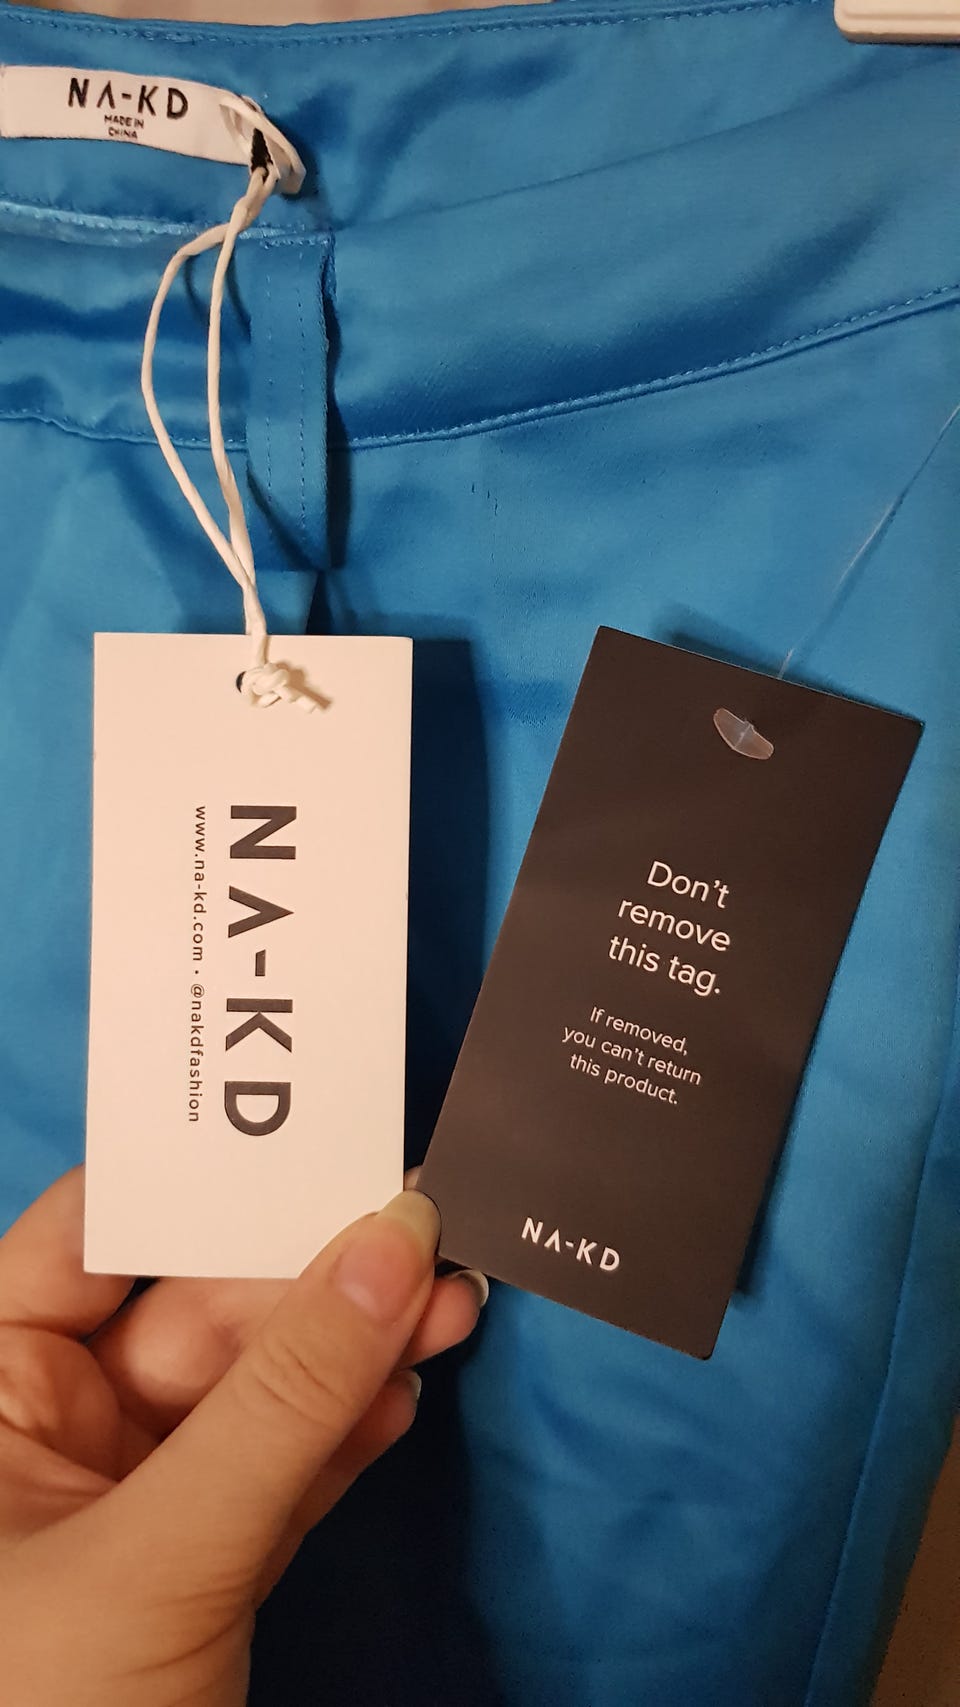 NA-KD
MADE IN
CHINA
NA-KD
www.na-kd.com • @nakdfashion
Don't
remove
this tag.
If removed,
you can't return
this product.
NA-KD